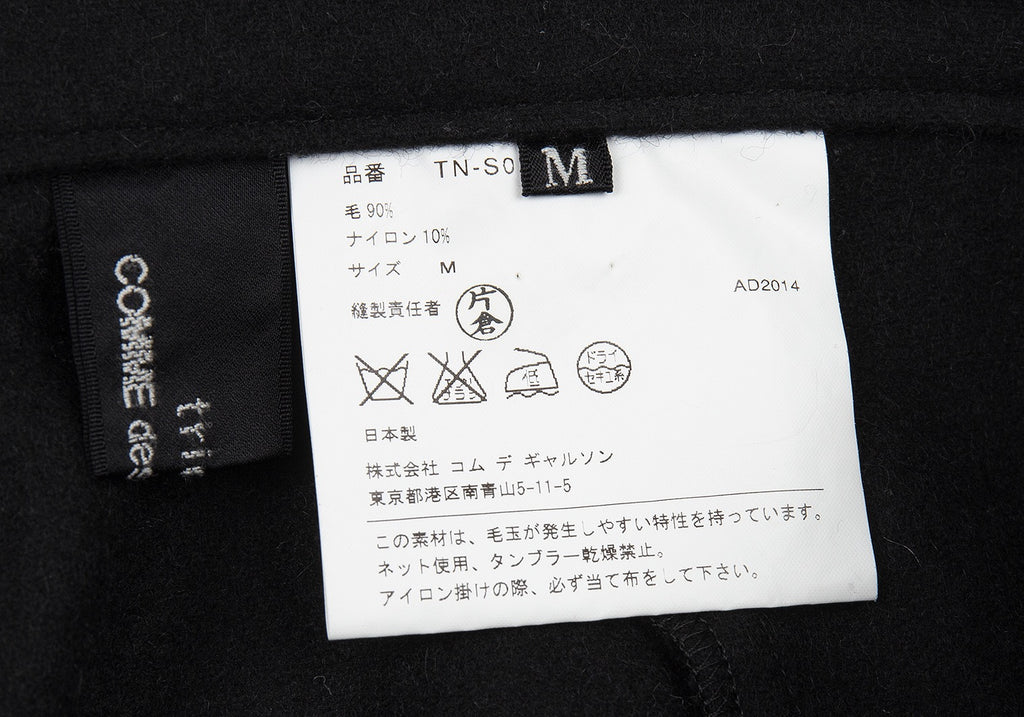 COMME des
tri
品番 TN-S0
M
毛 90%
ナイロン 10%
サイズ M
AD2014
縫製責任者 片倉
低
ドライ
セキユ系
日本製
株式会社 コム デ ギャルソン
東京都港区南青山5-11-5
この素材は、毛玉が発生しやすい特性を持っています。
ネット使用、タンブラー乾燥禁止。
アイロン掛けの際、必ず当て布をして下さい。